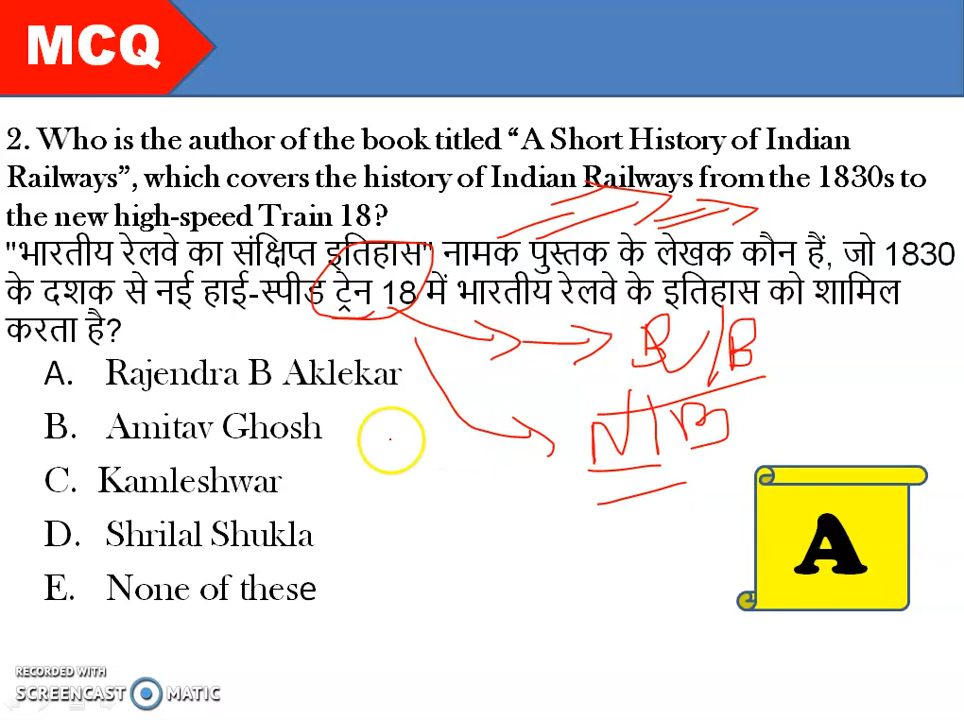 MCQ
2. Who is the author of the book titled “A Short History of Indian
Railways”, which covers the history of Indian Railways from the 1830s to
the new high-speed Train 18?
"भारतीय रेलवे का संक्षिप्त इतिहास" नामक पुस्तक के लेखक कौन हैं, जो 1830
के दशक से नई हाई-स्पीड ट्रेन 18 में भारतीय रेलवे के इतिहास को शामिल
करता है?
A. Rajendra B Aklekar
B. Amitav Ghosh
C. Kamleshwar
D. Shrilal Shukla
E. None of these
A
RECORDED WITH
SCREENCAST MATIC